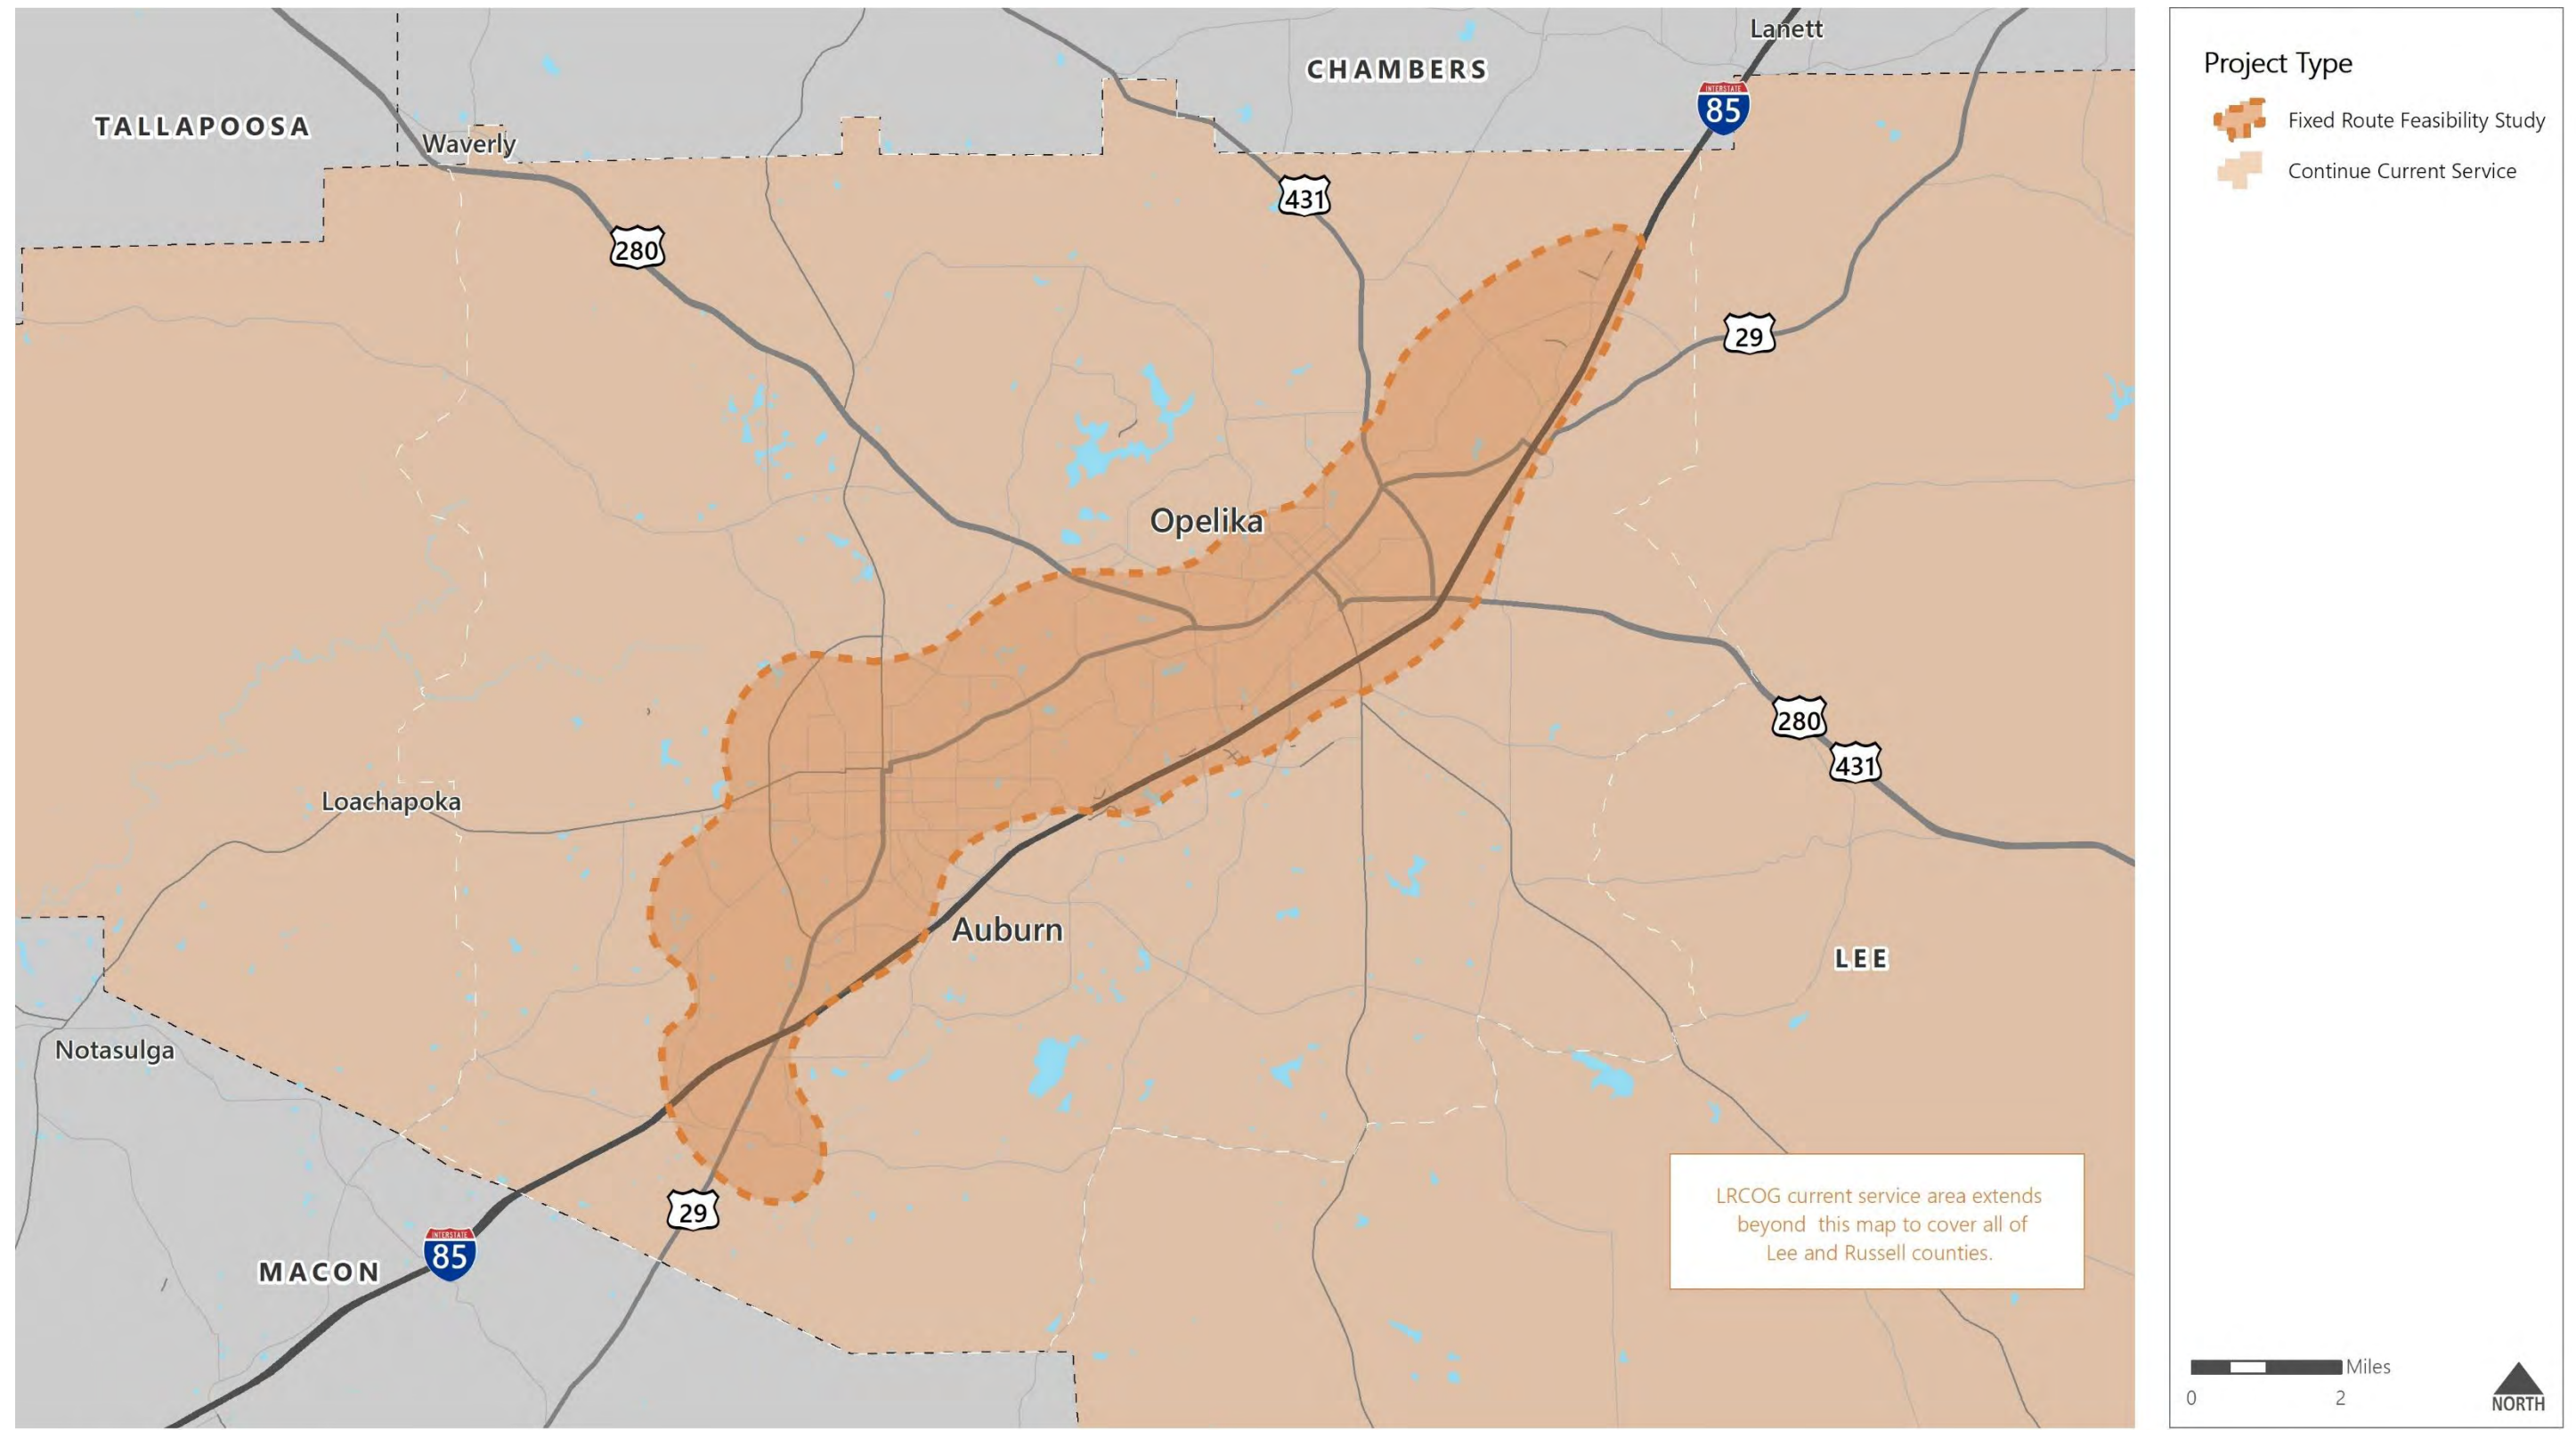 Lanett
CHAMBERS
INTERSTATE
85
TALLAPOOSA
Waverly
431
280
29
Opelika
280
431
Loachapoka
Auburn
LEE
Notasulga
29
INTERSTATE
85
MACON
LRCOG current service area extends
beyond this map to cover all of
Lee and Russell counties.
Project Type
Fixed Route Feasibility Study
Continue Current Service
Miles
0 2
NORTH